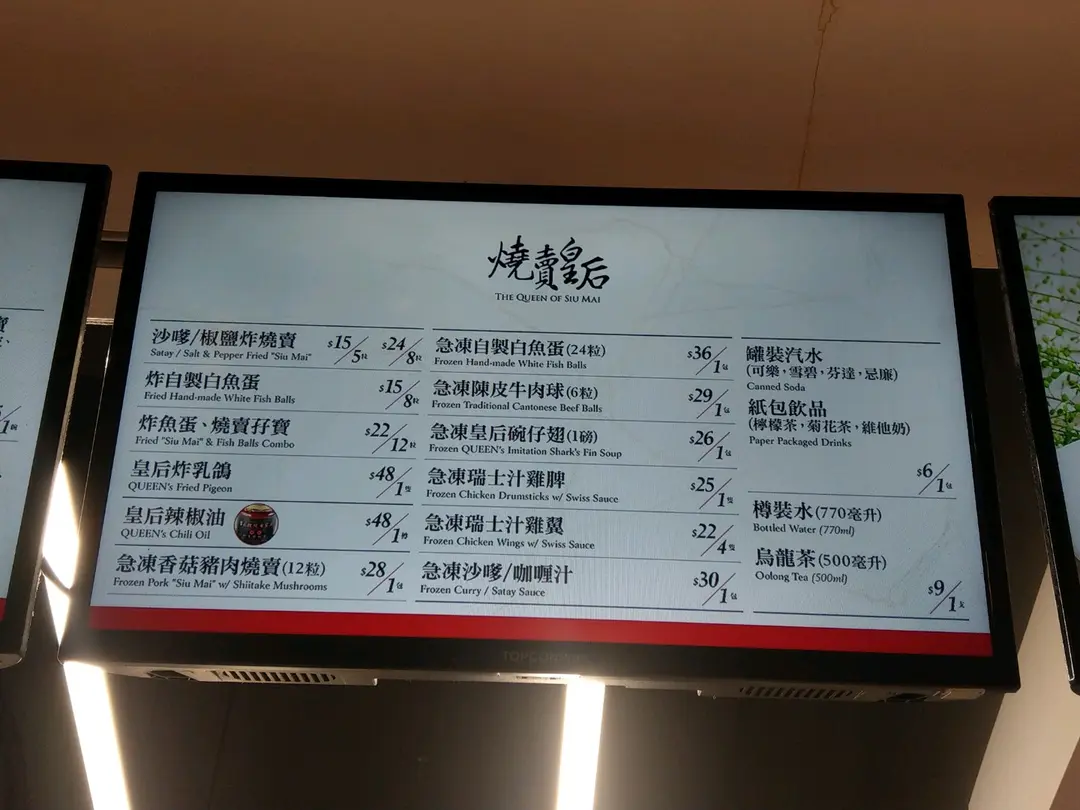 燒賣皇后
THE QUEEN OF SIU MAI
沙嗲/椒鹽炸燒賣 $15/5粒 $24/8粒
Satay / Salt & Pepper Fried "Siu Mai"
炸自製白魚蛋 $15/8粒
Fried Hand-made White Fish Balls
炸魚蛋、燒賣孖寶 $22/12粒
Fried "Siu Mai" & Fish Balls Combo
皇后炸乳鴿 $48/1隻
QUEEN's Fried Pigeon
皇后辣椒油 $48/1樽
QUEEN's Chili Oil
急凍香菇豬肉燒賣(12粒) $28/1包
Frozen Pork "Siu Mai" w/ Shiitake Mushrooms
急凍自製白魚蛋(24粒) $36/1包
Frozen Hand-made White Fish Balls
急凍陳皮牛肉球(6粒) $29/1包
Frozen Traditional Cantonese Beef Balls
急凍皇后碗仔翅(1磅) $26/1包
Frozen QUEEN's Imitation Shark's Fin Soup
急凍瑞士汁雞脾 $25/1隻
Frozen Chicken Drumsticks w/ Swiss Sauce
急凍瑞士汁雞翼 $22/4隻
Frozen Chicken Wings w/ Swiss Sauce
急凍沙嗲/咖喱汁 $30/1包
Frozen Curry / Satay Sauce
罐裝汽水
(可樂，雪碧，芬達，忌廉)
Canned Soda
紙包飲品
(檸檬茶，菊花茶，維他奶)
Paper Packaged Drinks
$6/1包
樽裝水(770毫升)
Bottled Water (770ml)
烏龍茶(500毫升)
Oolong Tea (500ml)
$9/1支